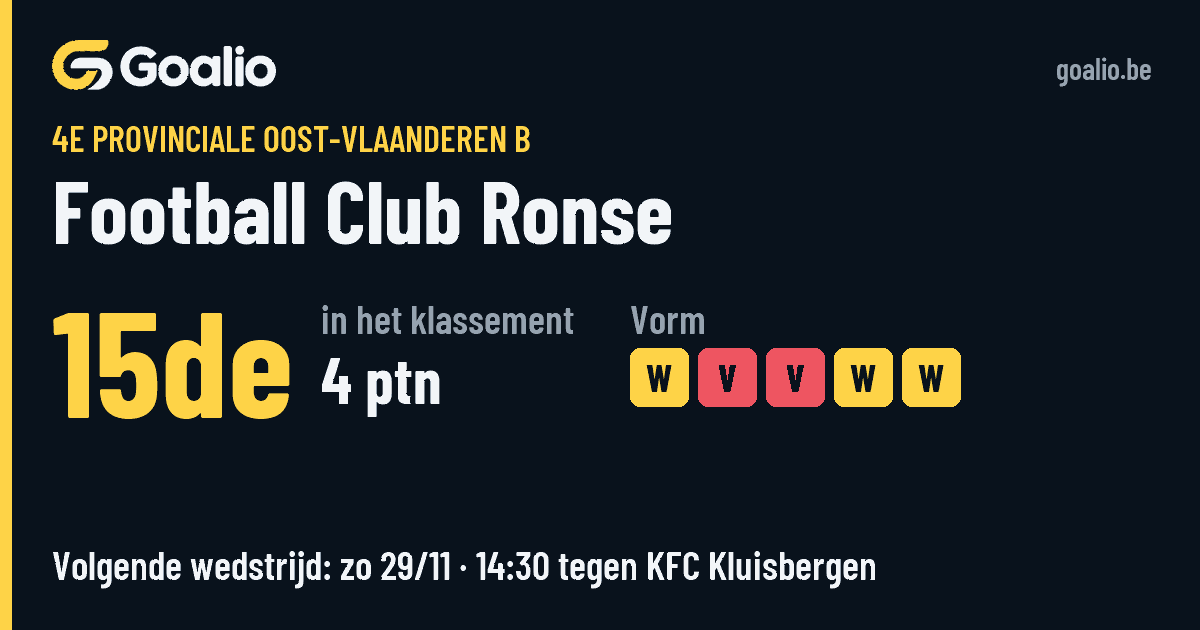 Goalio
goalio.be
4E PROVINCIALE OOST-VLAANDEREN B
Football Club Ronse
15de
in het klassement
4 ptn
Vorm
W V V W W
Volgende wedstrijd: zo 29/11 · 14:30 tegen KFC Kluisbergen